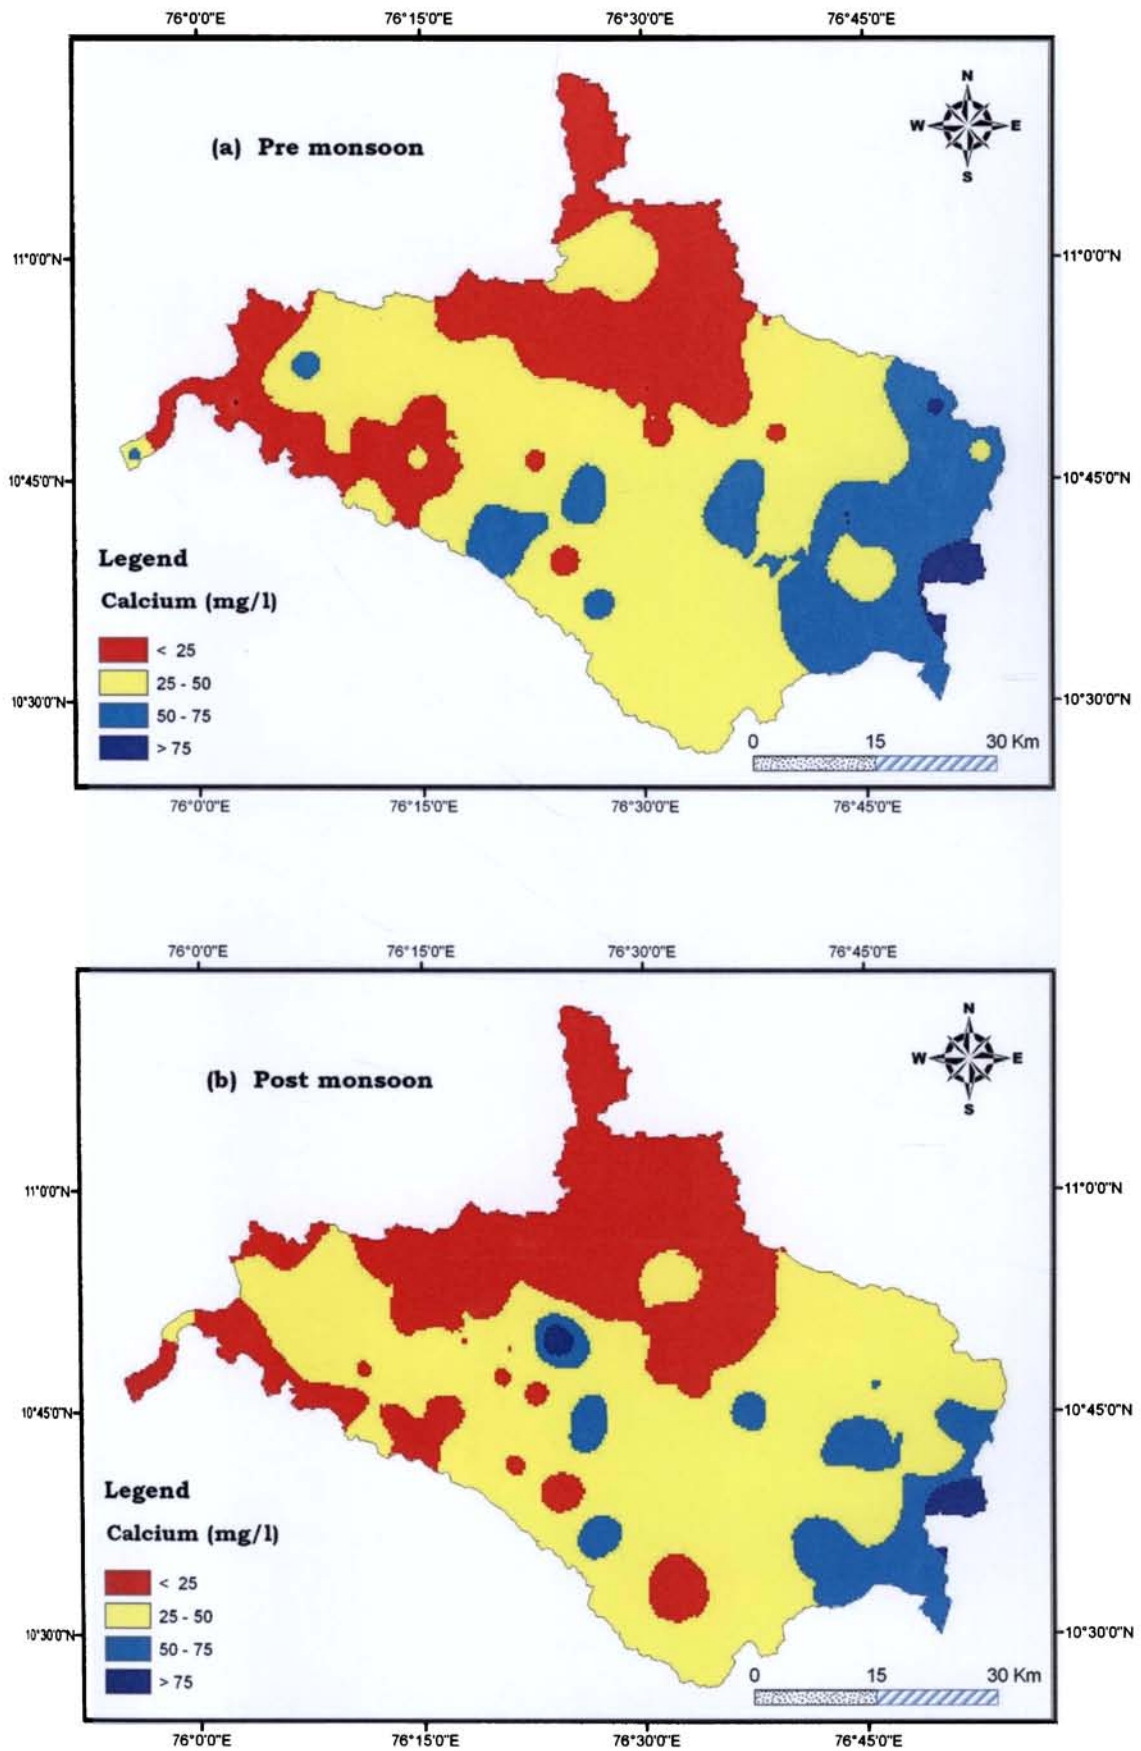 76°0'0"E 76°15'0"E 76°30'0"E 76°45'0"E
(a) Pre monsoon
N
W E
S
11°0'0"N 11°0'0"N
10°45'0"N 10°45'0"N
Legend
Calcium (mg/l)
< 25
25 - 50
50 - 75
> 75
10°30'0"N 10°30'0"N
0 15 30 Km
76°0'0"E 76°15'0"E 76°30'0"E 76°45'0"E
76°0'0"E 76°15'0"E 76°30'0"E 76°45'0"E
(b) Post monsoon
N
W E
S
11°0'0"N 11°0'0"N
10°45'0"N 10°45'0"N
Legend
Calcium (mg/l)
< 25
25 - 50
50 - 75
> 75
10°30'0"N 10°30'0"N
0 15 30 Km
76°0'0"E 76°15'0"E 76°30'0"E 76°45'0"E